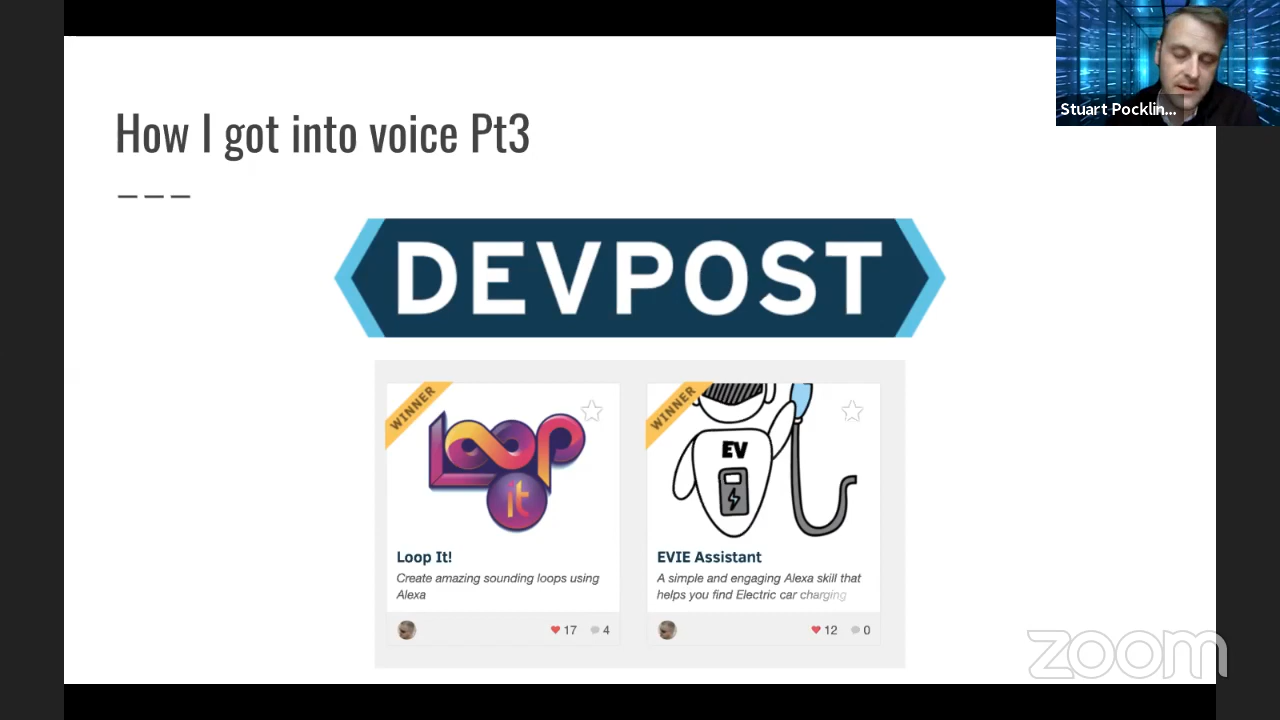 Stuart Pocklin...
How I got into voice Pt3
DEVPOST
WINNER
Loop
it
Loop It!
Create amazing sounding loops using
Alexa
17
4
WINNER
EV
EVIE Assistant
A simple and engaging Alexa skill that
helps you find Electric car charging
12
0
zoom